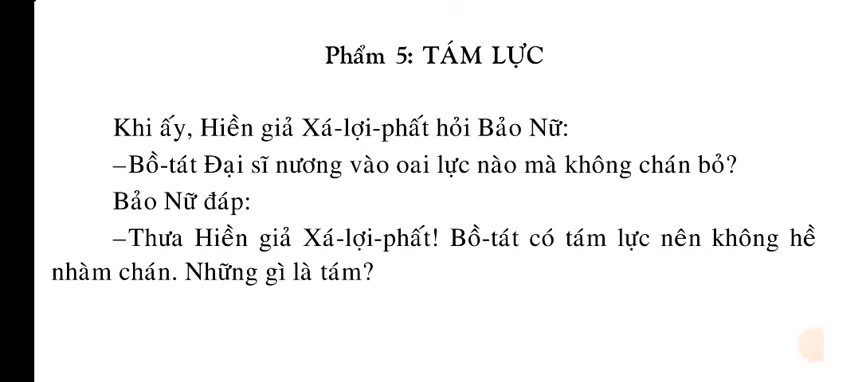 Phẩm 5: TÁM LỰC
Khi ấy, Hiền giả Xá-lợi-phất hỏi Bảo Nữ:
–Bồ-tát Đại sĩ nương vào oai lực nào mà không chán bỏ?
Bảo Nữ đáp:
–Thưa Hiền giả Xá-lợi-phất! Bồ-tát có tám lực nên không hề
nhàm chán. Những gì là tám?